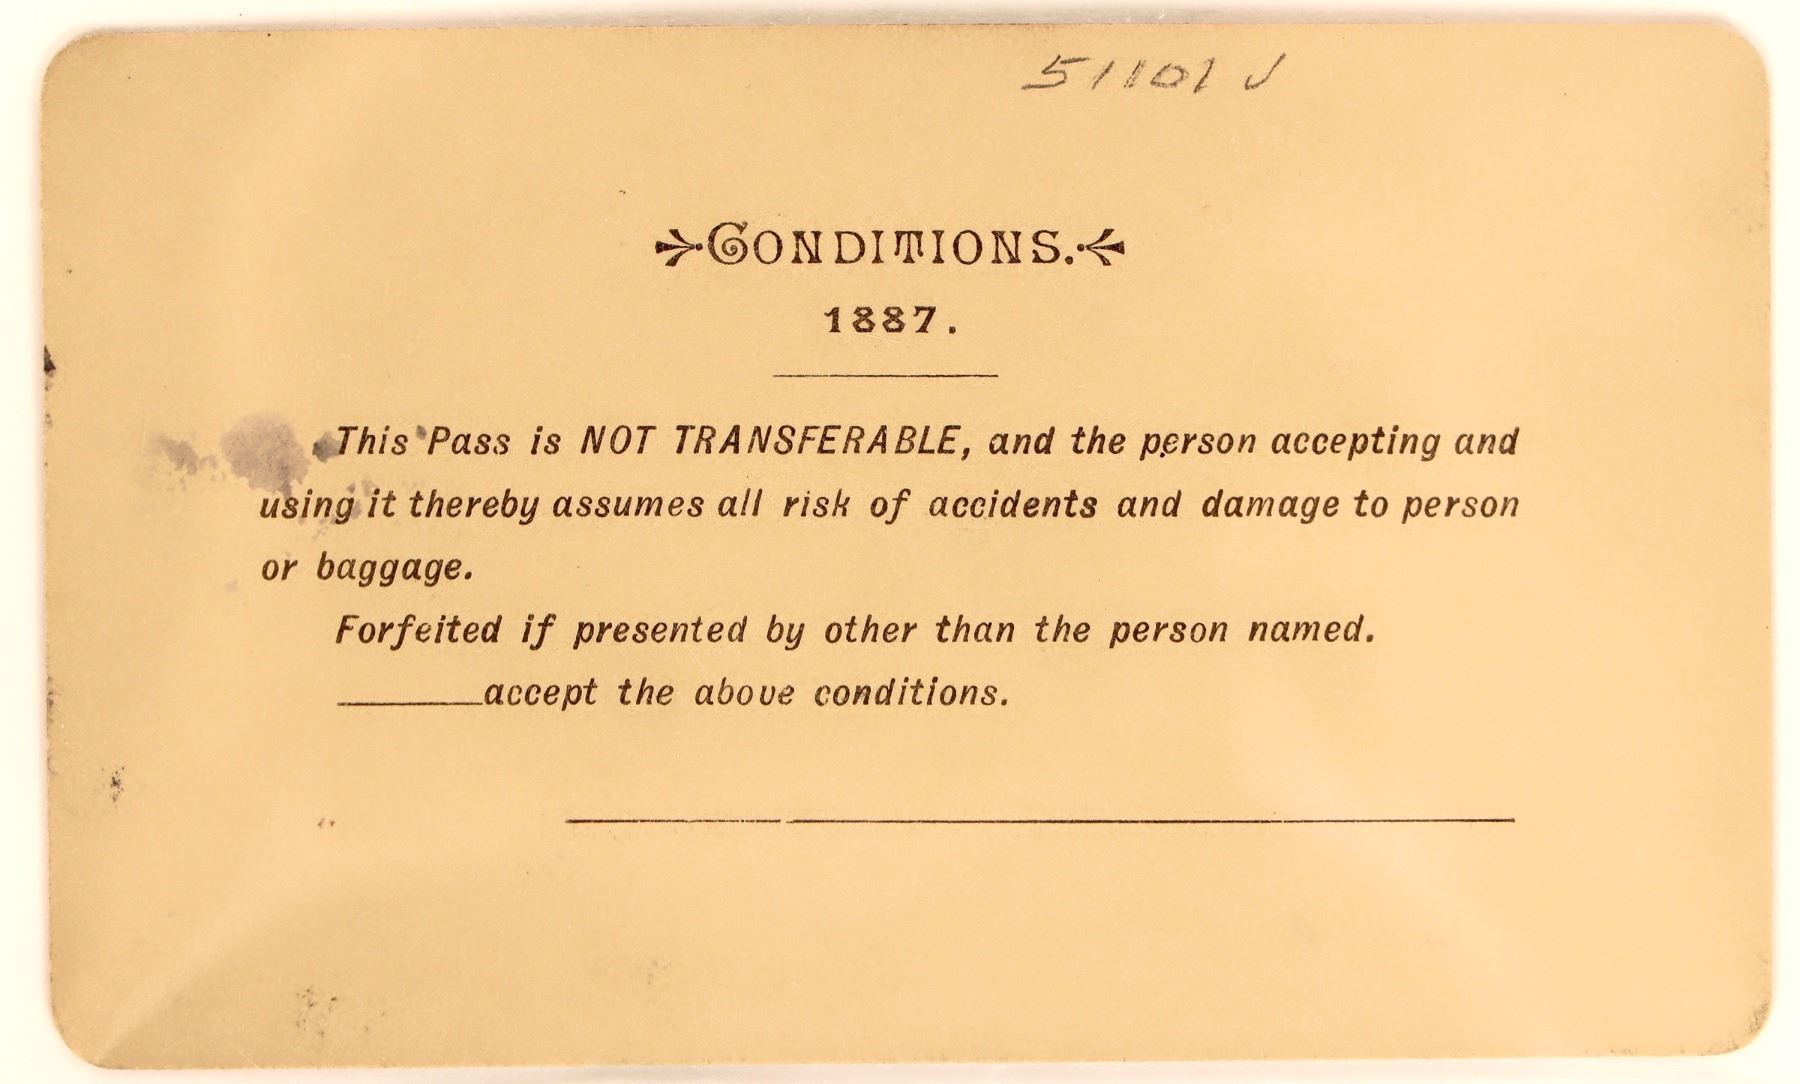 51101 J
CONDITIONS.
1887.
This Pass is NOT TRANSFERABLE, and the person accepting and
using it thereby assumes all risk of accidents and damage to person
or baggage.
Forfeited if presented by other than the person named.
______accept the above conditions.